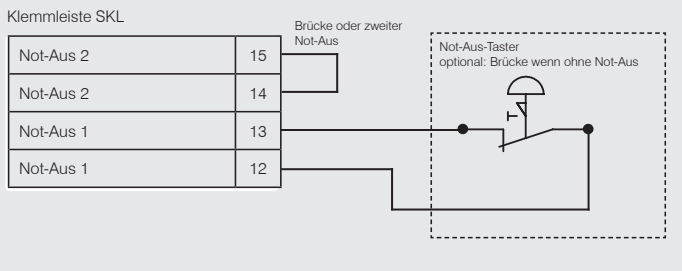 Klemmleiste SKL
Brücke oder zweiter
Not-Aus
Not-Aus 2 15
Not-Aus 2 14
Not-Aus 1 13
Not-Aus 1 12
Not-Aus-Taster
optional: Brücke wenn ohne Not-Aus